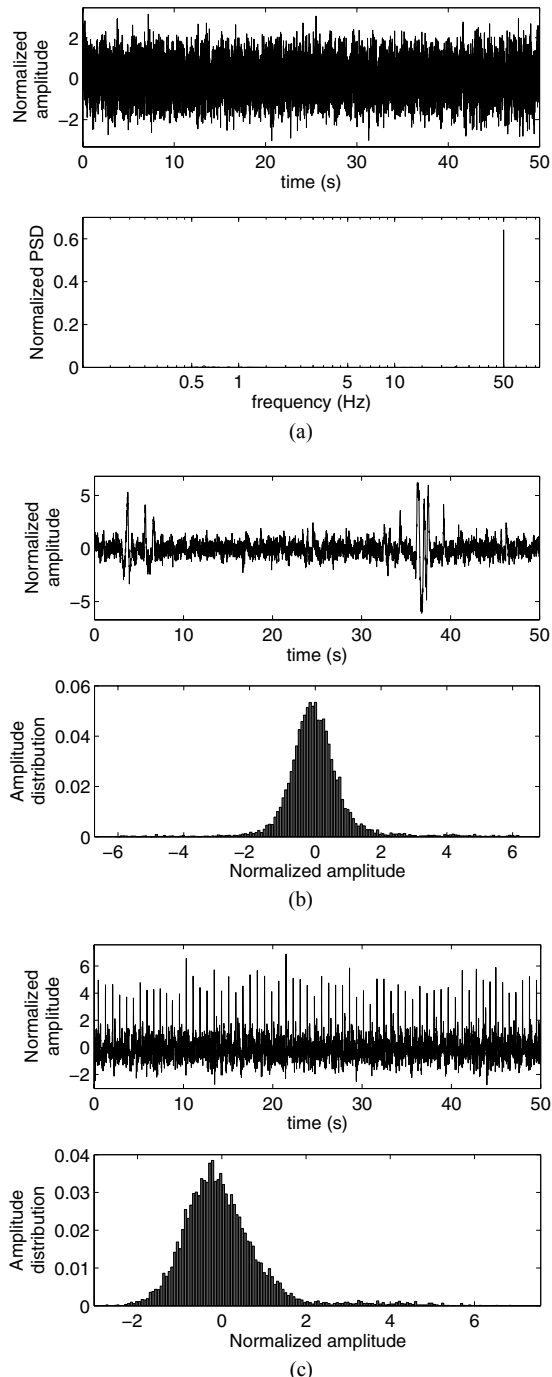 Normalized
amplitude
2
0
−2
0 10 20 30 40 50
time (s)
Normalized PSD
0.6
0.4
0.2
0
0.5 1 5 10 50
frequency (Hz)
(a)
Normalized
amplitude
5
0
−5
0 10 20 30 40 50
time (s)
Amplitude
distribution
0.06
0.04
0.02
0
−6 −4 −2 0 2 4 6
Normalized amplitude
(b)
Normalized
amplitude
6
4
2
0
−2
0 10 20 30 40 50
time (s)
Amplitude
distribution
0.04
0.03
0.02
0.01
0
−2 0 2 4 6
Normalized amplitude
(c)